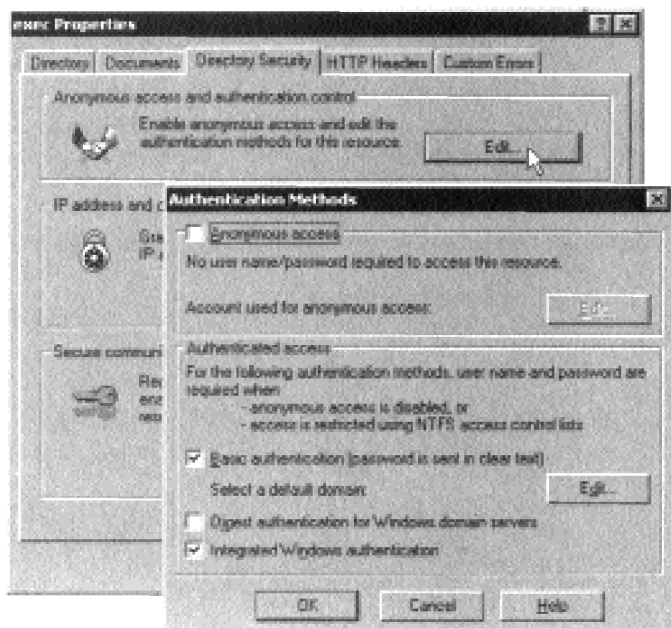 exec Properties
Directory Documents Directory Security HTTP Headers Custom Errors
Anonymous access and authentication control
Enable anonymous access and edit the
authentication methods for this resource.
Edit...
IP address and
IP
Secure
Authentication Methods
Anonymous access
No user name/password required to access this resource.
Account used for anonymous access:
Edit...
Authenticated access
For the following authentication methods, user name and password are
required when
- anonymous access is disabled, or
- access is restricted using NTFS access control lists
Basic authentication (password is sent in clear text)
Select a default domain:
Edit...
Digest authentication for Windows domain servers
Integrated Windows authentication
OK Cancel Help